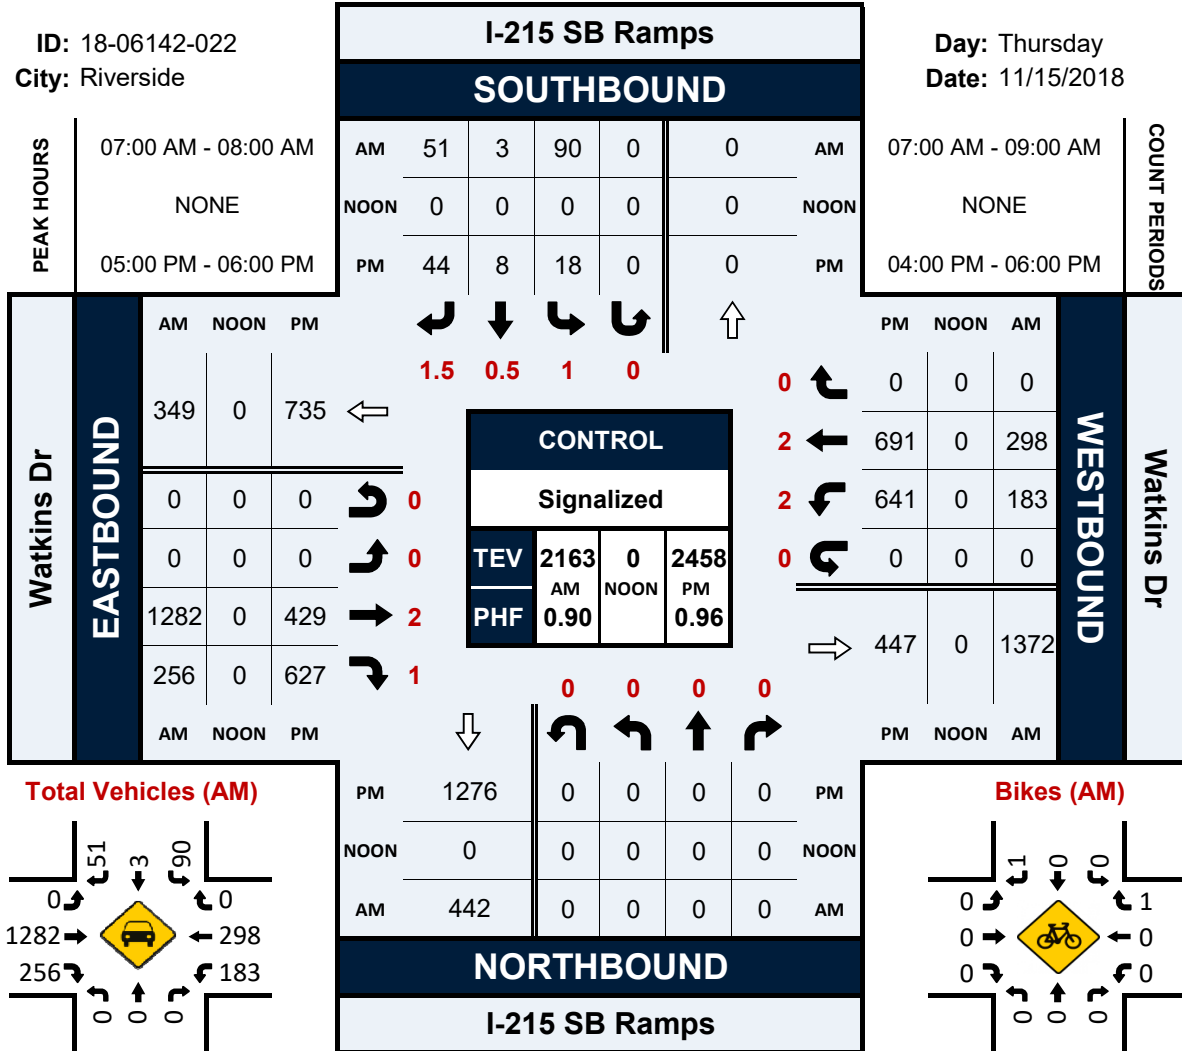 I-215 SB Ramps
ID: 18-06142-022
Day: Thursday
City: Riverside
Date: 11/15/2018
SOUTHBOUND
PEAK HOURS
07:00 AM - 08:00 AM
NONE
05:00 PM - 06:00 PM
AM 51 3 90 0 0 AM
NOON 0 0 0 0 0 NOON
PM 44 8 18 0 0 PM
07:00 AM - 09:00 AM
NONE
04:00 PM - 06:00 PM
COUNT PERIODS
1.5 0.5 1 0
Watkins Dr
EASTBOUND
AM NOON PM
349 0 735
0 0 0 0
0 0 0 0
1282 0 429 2
256 0 627 1
AM NOON PM
CONTROL
Signalized
TEV 2163 0 2458
AM NOON PM
PHF 0.90 0.96
PM NOON AM
0 0 0 0
2 691 0 298
2 641 0 183
0 0 0 0
447 0 1372
PM NOON AM
WESTBOUND
Watkins Dr
0 0 0 0
PM 1276 0 0 0 0 PM
NOON 0 0 0 0 0 NOON
AM 442 0 0 0 0 AM
NORTHBOUND
I-215 SB Ramps
Total Vehicles (AM)
51 3 90
0 0
1282 298
256 183
0 0 0
Bikes (AM)
1 0 0
0 1
0 0
0 0
0 0 0